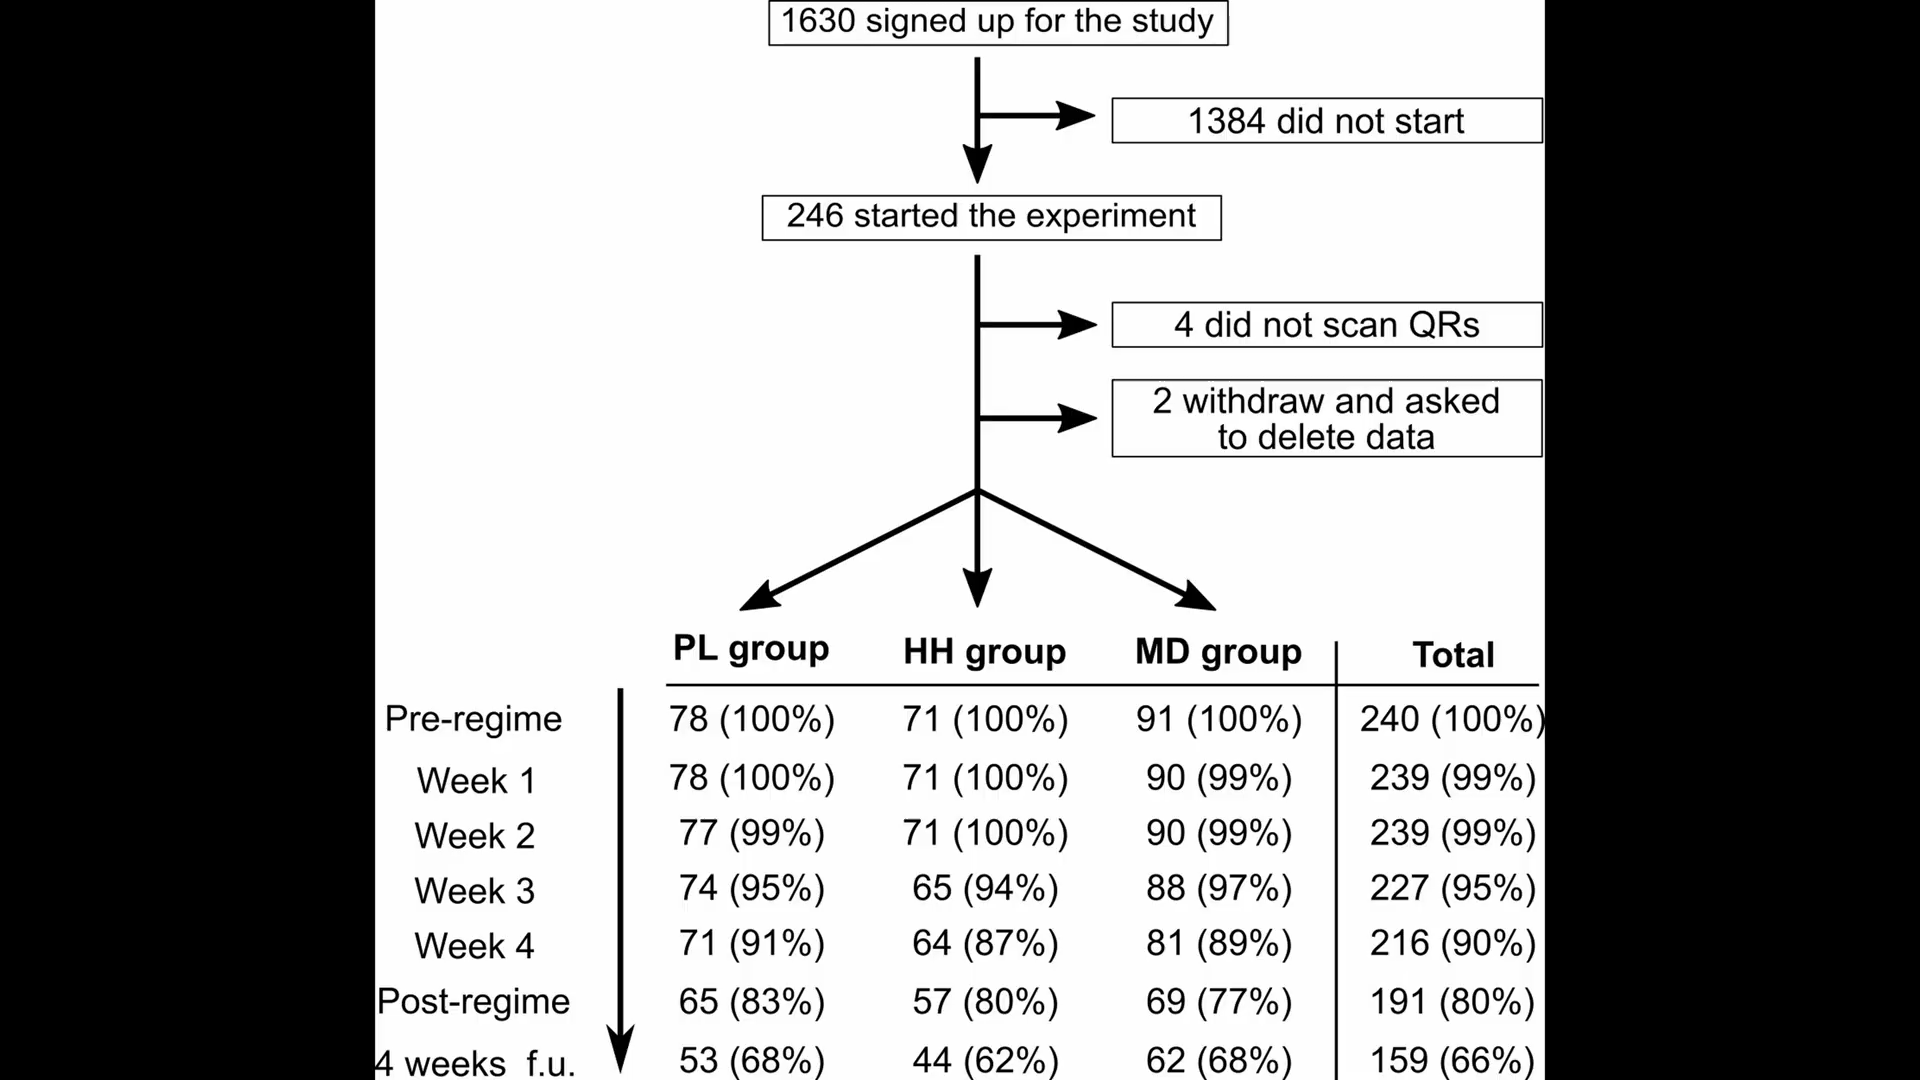 1630 signed up for the study
1384 did not start
246 started the experiment
4 did not scan QRs
2 withdraw and asked
to delete data
PL group HH group MD group Total
Pre-regime 78 (100%) 71 (100%) 91 (100%) 240 (100%)
Week 1 78 (100%) 71 (100%) 90 (99%) 239 (99%)
Week 2 77 (99%) 71 (100%) 90 (99%) 239 (99%)
Week 3 74 (95%) 65 (94%) 88 (97%) 227 (95%)
Week 4 71 (91%) 64 (87%) 81 (89%) 216 (90%)
Post-regime 65 (83%) 57 (80%) 69 (77%) 191 (80%)
4 weeks f.u. 53 (68%) 44 (62%) 62 (68%) 159 (66%)